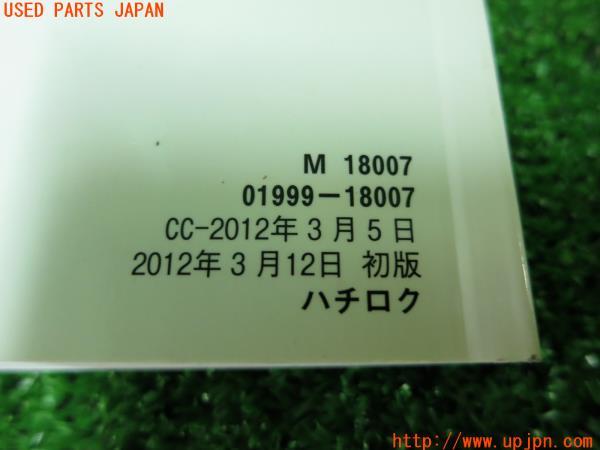 USED PARTS JAPAN
M 18007
01999-18007
CC-2012年3月5日
2012年3月12日 初版
ハチロク
http://www.upjpn.com/